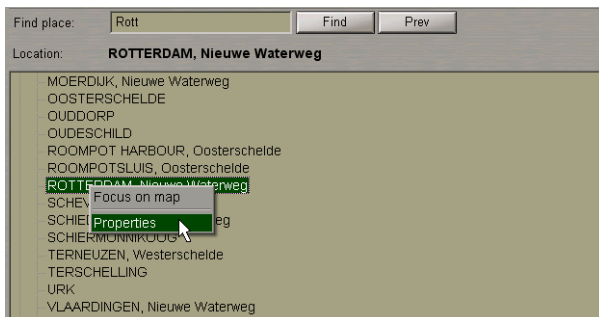 Find place: Rott Find Prev
Location: ROTTERDAM, Nieuwe Waterweg
MOERDIJK, Nieuwe Waterweg
OOSTERSCHELDE
OUDDORP
OUDESCHILD
ROOMPOT HARBOUR, Oosterschelde
ROOMPOTSLUIS, Oosterschelde
ROTTERDAM, Nieuwe Waterweg
Focus on map
Properties
SCHIERMONNIKOOG
TERNEUZEN, Westerschelde
TERSCHELLING
URK
VLAARDINGEN, Nieuwe Waterweg